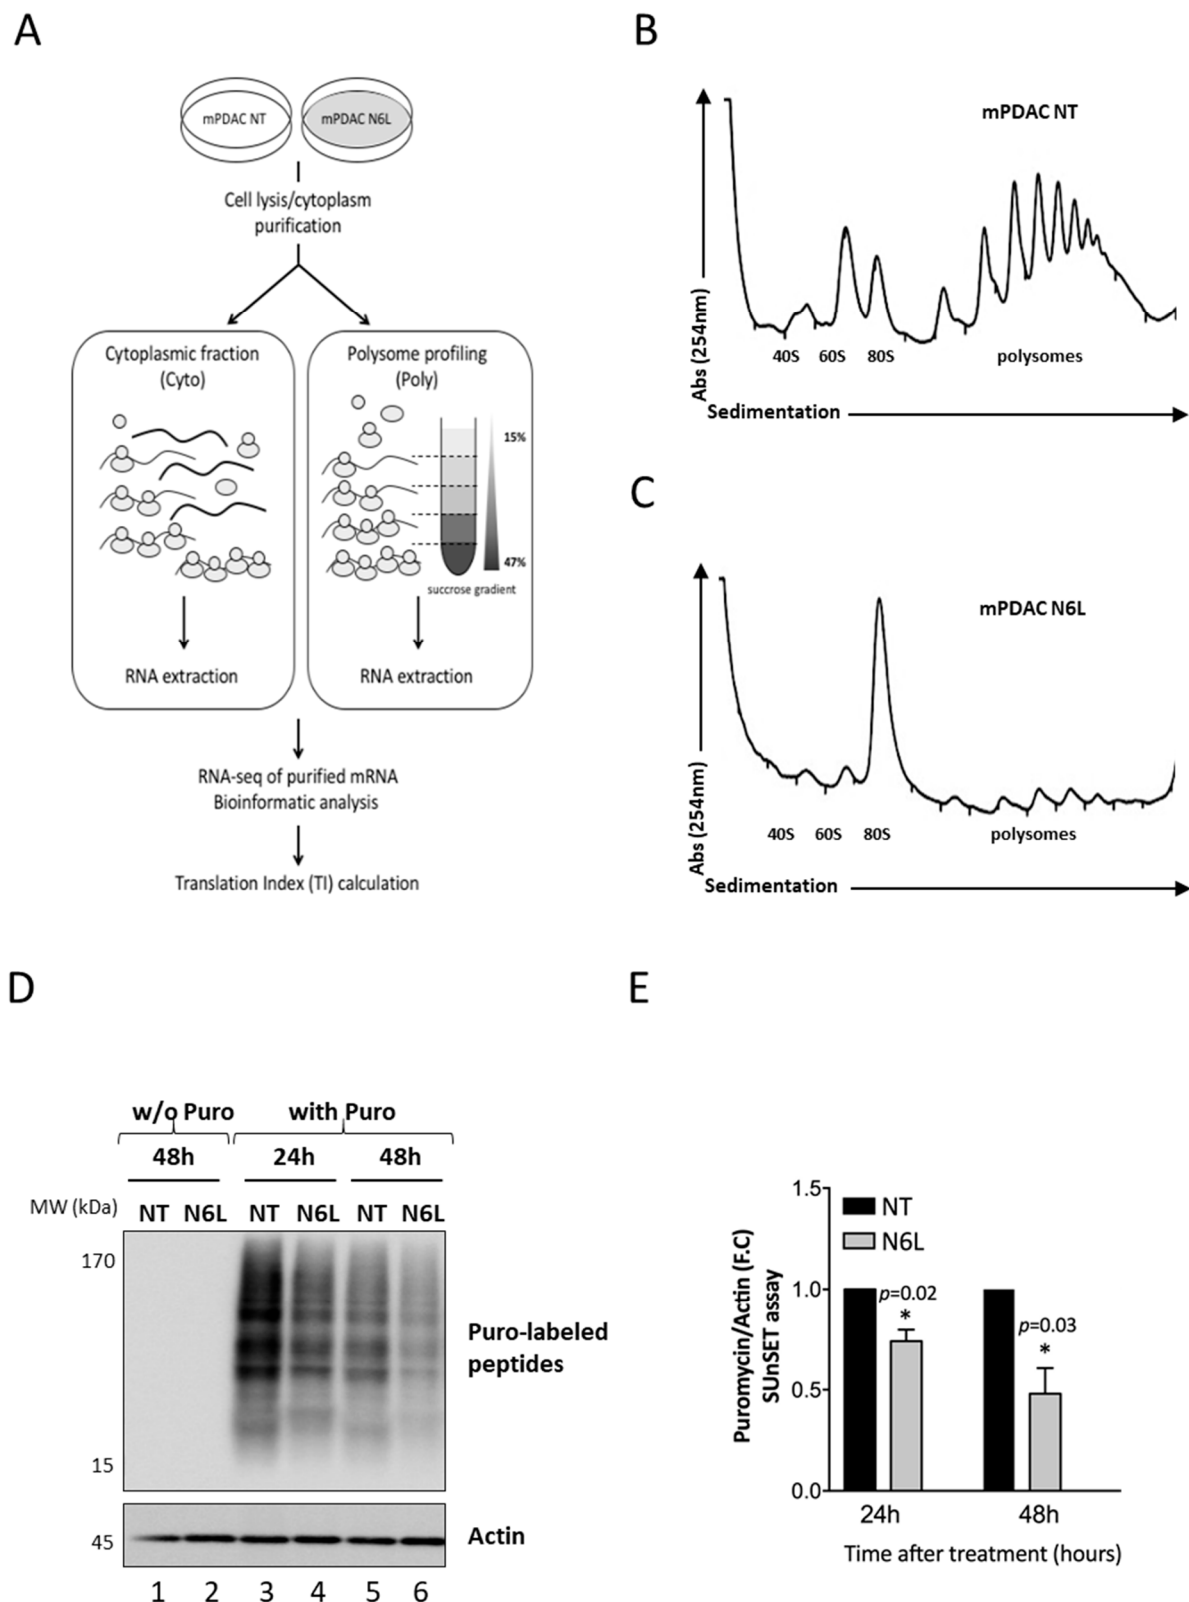 A
mPDAC NT
mPDAC N6L
Cell lysis/cytoplasm
purification
Cytoplasmic fraction
(Cyto)
RNA extraction
Polysome profiling
(Poly)
15%
47%
succrose gradient
RNA extraction
RNA-seq of purified mRNA
Bioinformatic analysis
Translation Index (TI) calculation
B
mPDAC NT
Abs (254nm)
40S 60S 80S polysomes
Sedimentation
C
mPDAC N6L
Abs (254nm)
40S 60S 80S polysomes
Sedimentation
D
w/o Puro with Puro
48h 24h 48h
MW (kDa) NT N6L NT N6L NT N6L
170
15
Puro-labeled
peptides
45
Actin
1 2 3 4 5 6
E
Puromycin/Actin (F.C)
SUnSET assay
1.5
1.0
0.5
0.0
NT
N6L
p=0.02
*
p=0.03
*
24h 48h
Time after treatment (hours)